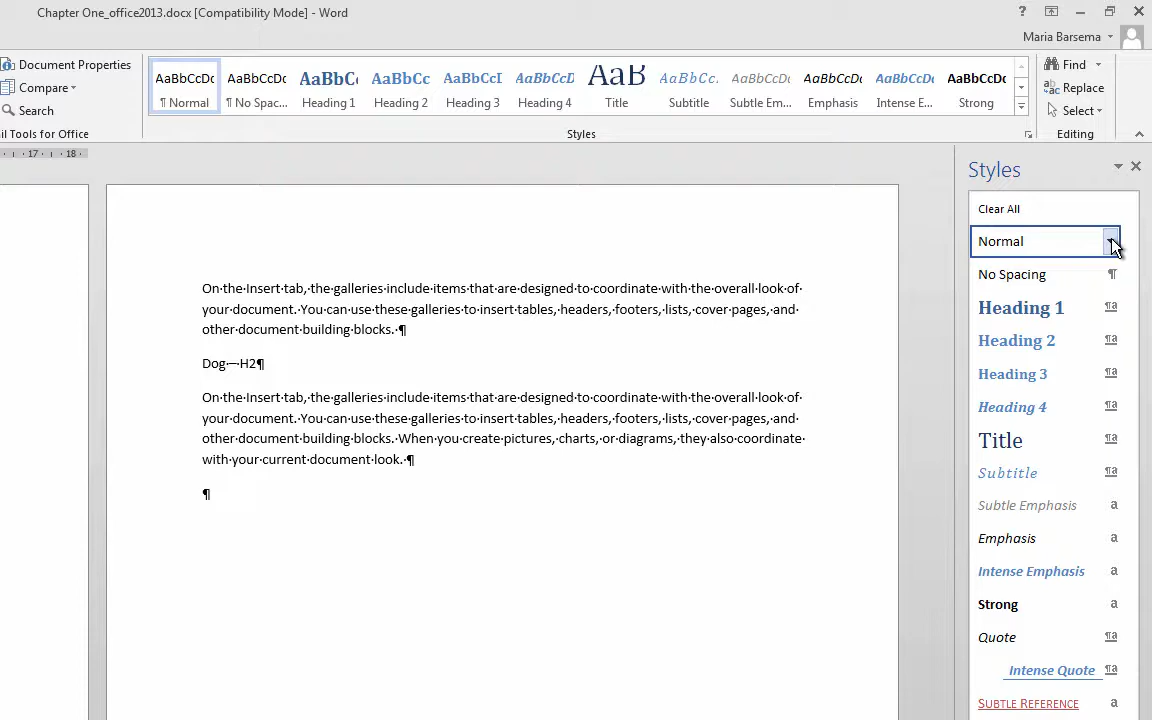 Chapter One_office2013.docx [Compatibility Mode] - Word
?
Maria Barsema
Document Properties
Compare
Search
il Tools for Office
AaBbCcDc AaBbCcDc AaBbC AaBbCc AaBbCcI AaBbCcD AaB AaBbCc. AaBbCcDc AaBbCcDc AaBbCcDc AaBbCcDc
¶ Normal ¶ No Spac... Heading 1 Heading 2 Heading 3 Heading 4 Title Subtitle Subtle Em... Emphasis Intense E... Strong
Styles
Find
Replace
Select
Editing
17 18
On·the·Insert·tab,·the·galleries·include·items·that·are·designed·to·coordinate·with·the·overall·look·of·
your·document.·You·can·use·these·galleries·to·insert·tables,·headers,·footers,·lists,·cover·pages,·and·
other·document·building·blocks.·¶
Dog·–·H2¶
On·the·Insert·tab,·the·galleries·include·items·that·are·designed·to·coordinate·with·the·overall·look·of·
your·document.·You·can·use·these·galleries·to·insert·tables,·headers,·footers,·lists,·cover·pages,·and·
other·document·building·blocks.·When·you·create·pictures,·charts,·or·diagrams,·they·also·coordinate·
with·your·current·document·look.·¶
¶
Styles
Clear All
Normal
No Spacing ¶
Heading 1 ¶a
Heading 2 ¶a
Heading 3 ¶a
Heading 4 ¶a
Title ¶a
Subtitle ¶a
Subtle Emphasis a
Emphasis a
Intense Emphasis a
Strong a
Quote ¶a
Intense Quote ¶a
Subtle Reference a